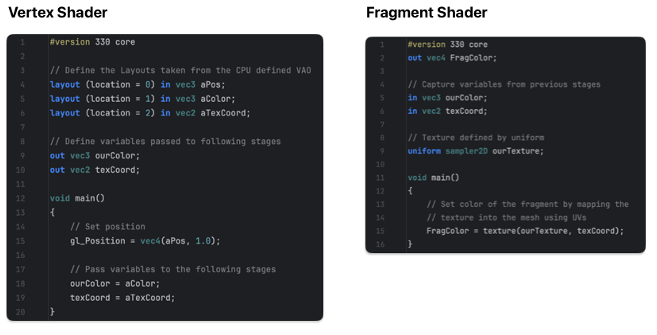 Vertex Shader
1 #version 330 core
2
3 // Define the Layouts taken from the CPU defined VAO
4 layout (location = 0) in vec3 aPos;
5 layout (location = 1) in vec3 aColor;
6 layout (location = 2) in vec2 aTexCoord;
7
8 // Define variables passed to following stages
9 out vec3 ourColor;
10 out vec2 texCoord;
11
12 void main()
13 {
14 // Set position
15 gl_Position = vec4(aPos, 1.0);
16
17 // Pass variables to the following stages
18 ourColor = aColor;
19 texCoord = aTexCoord;
20 }
Fragment Shader
1 #version 330 core
2 out vec4 FragColor;
3
4 // Capture variables from previous stages
5 in vec3 ourColor;
6 in vec2 texCoord;
7
8 // Texture defined by uniform
9 uniform sampler2D ourTexture;
10
11 void main()
12 {
13 // Set color of the fragment by mapping the
14 // texture into the mesh using UVs
15 FragColor = texture(ourTexture, texCoord);
16 }